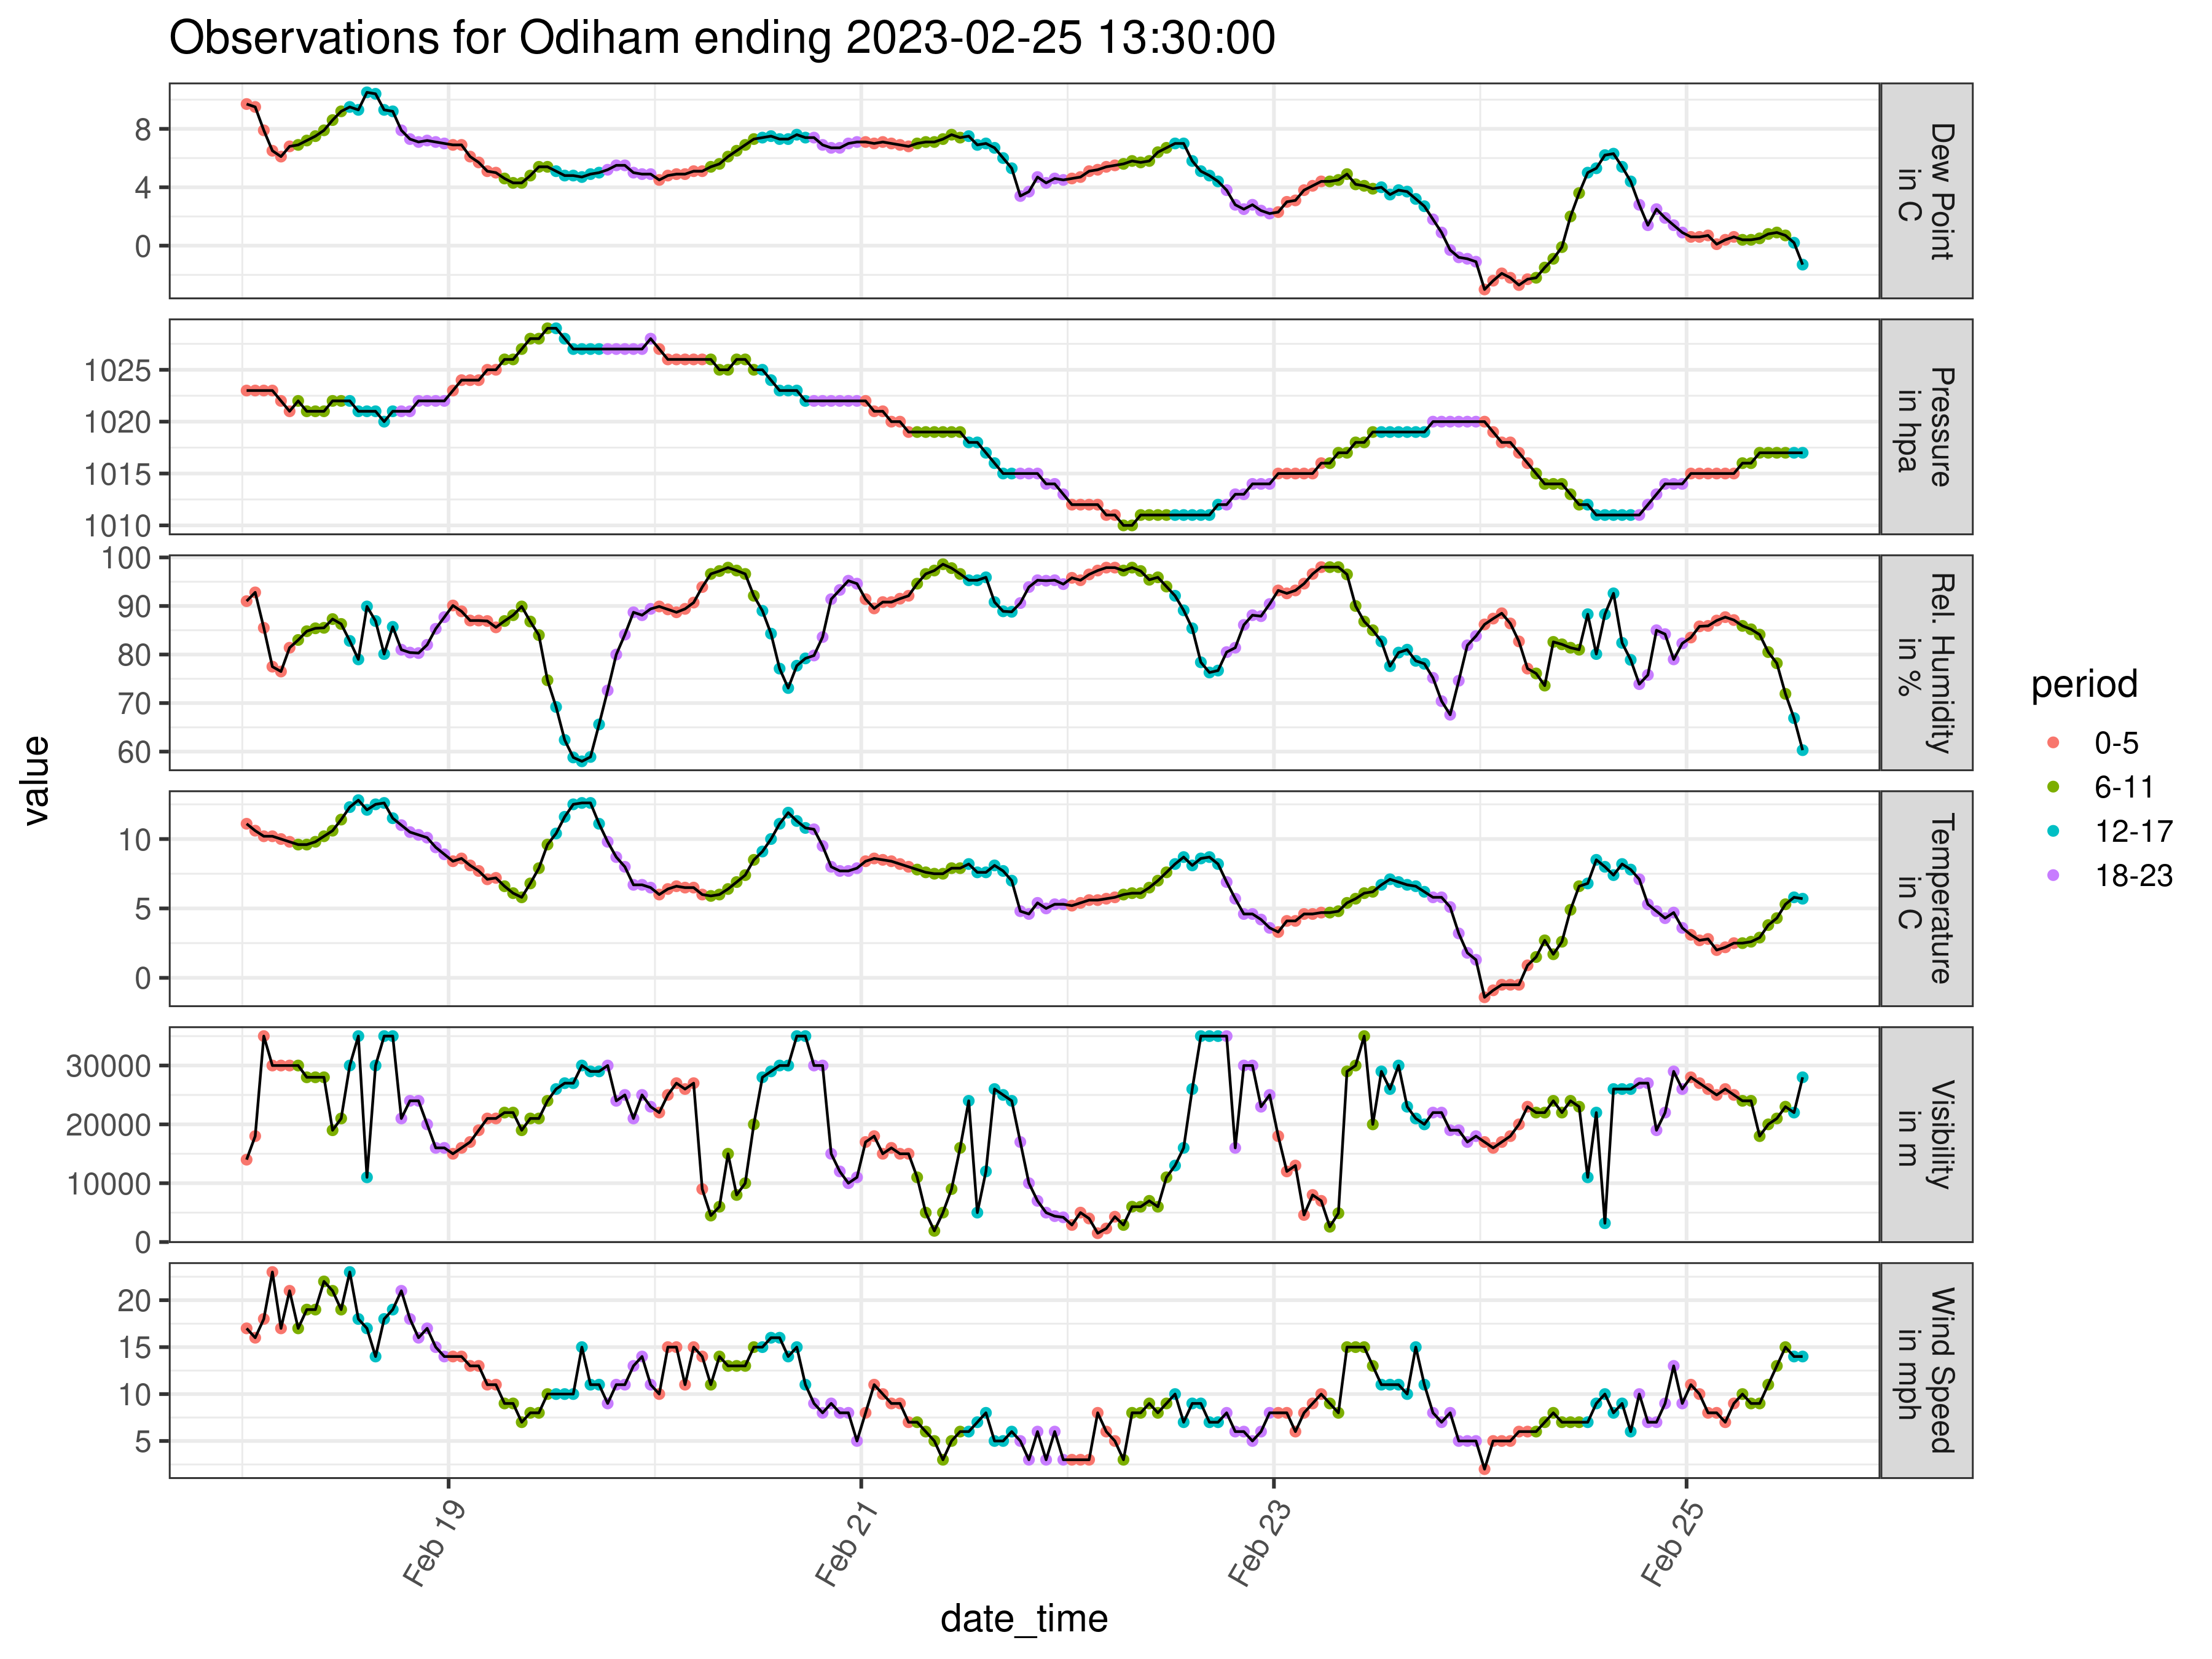 Observations for Odiham ending 2023-02-25 13:30:00
8
4
0
Dew Point
in C
1025
1020
1015
1010
Pressure
in hpa
100
90
80
70
60
Rel. Humidity
in %
10
5
0
Temperature
in C
30000
20000
10000
0
Visibility
in m
20
15
10
5
Wind Speed
in mph
value
Feb 19
Feb 21
Feb 23
Feb 25
date_time
period
0-5
6-11
12-17
18-23